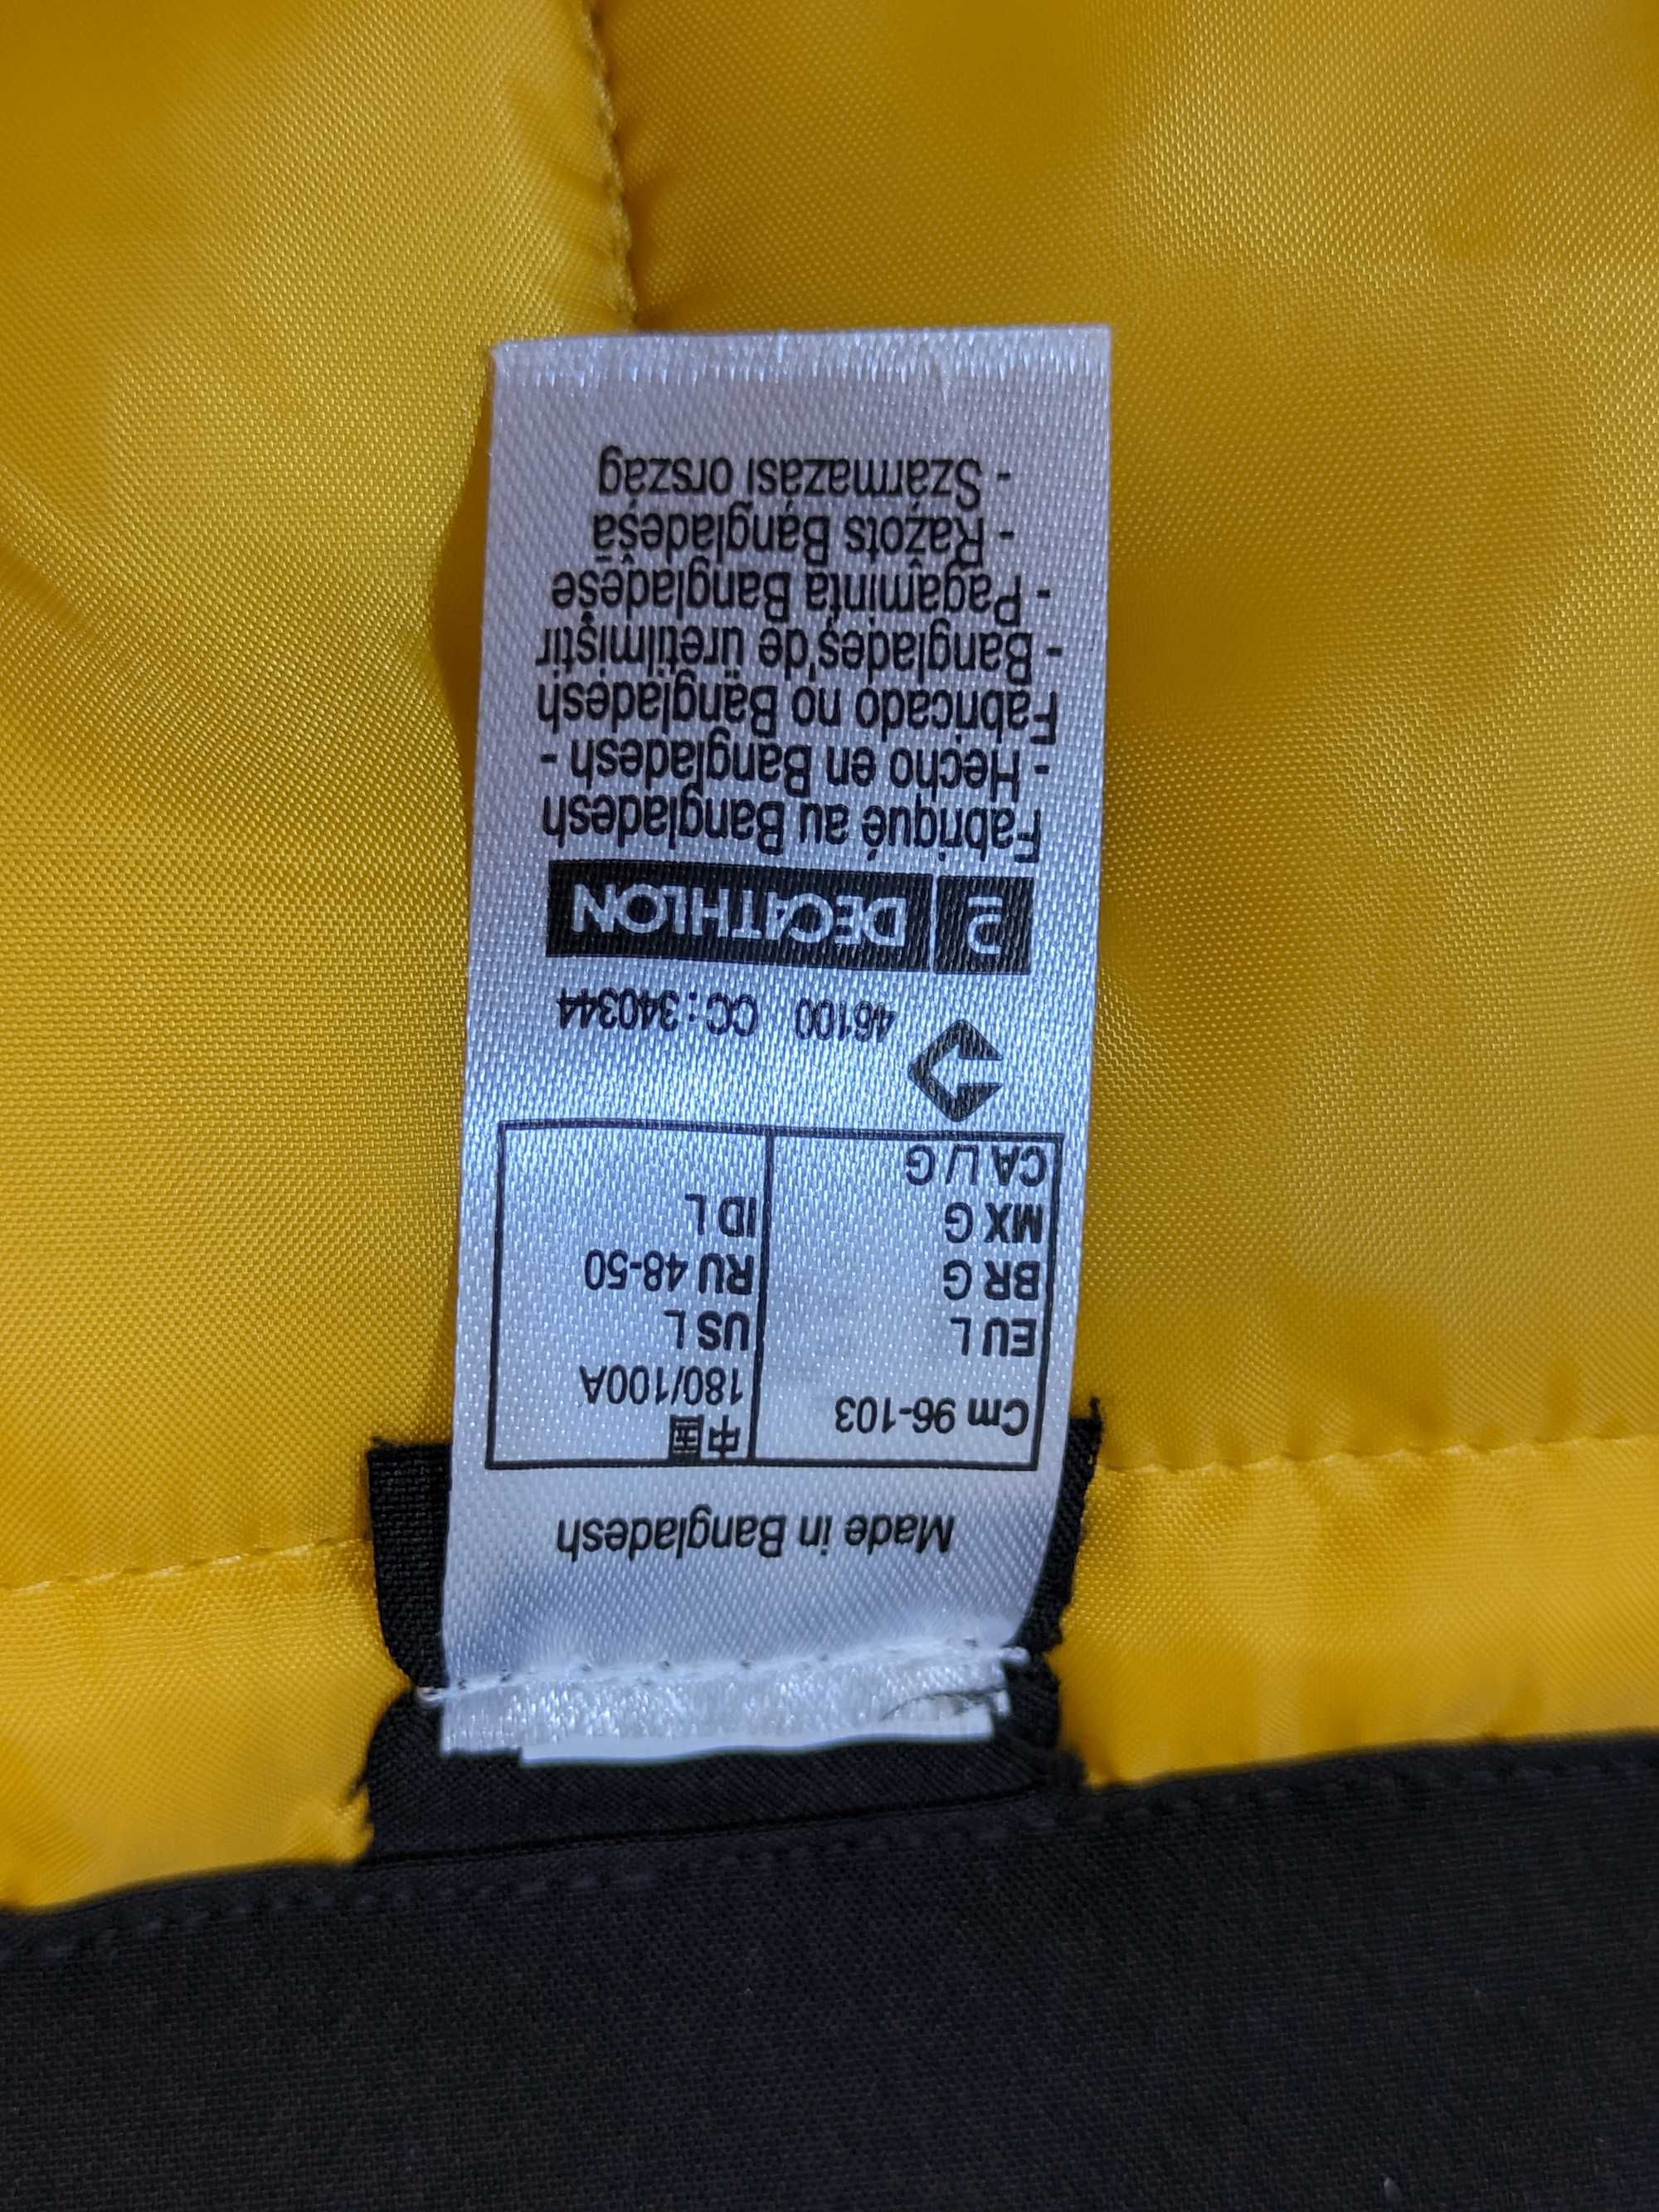 Made in Bangladesh
Cm 96-103
EU L
BR G
MX G
CA L/G
中国
180/100A
US L
RU 48-50
ID L
46100 CC:340344
DECATHLON
Fabriqué au Bangladesh
- Hecho en Bangladesh -
Fabricado no Bangladesh
- Bangladeş'de üretilmiştir
- Pagaminta Bangladeše
- Ražots Bangladešā
- Származási ország